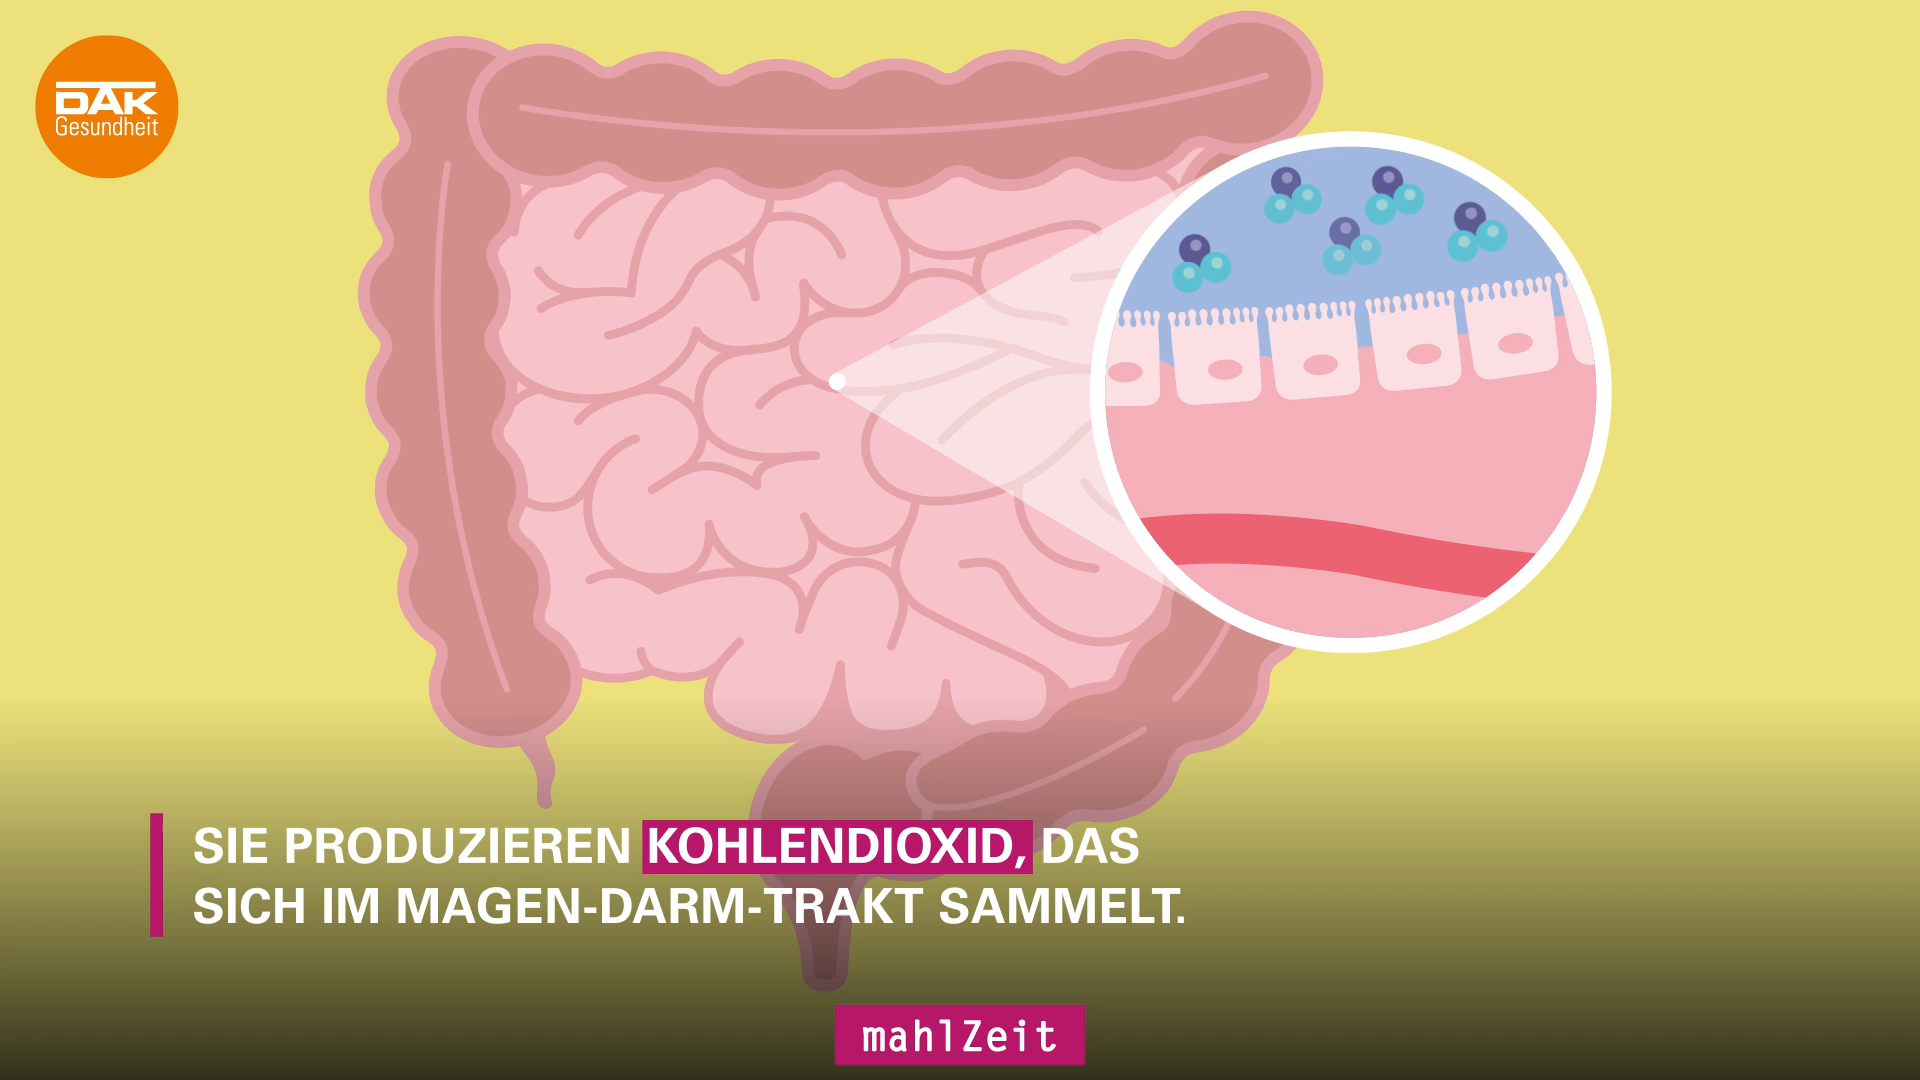 DAK
Gesundheit
SIE PRODUZIEREN KOHLENDIOXID, DAS
SICH IM MAGEN-DARM-TRAKT SAMMELT.
mahlZeit